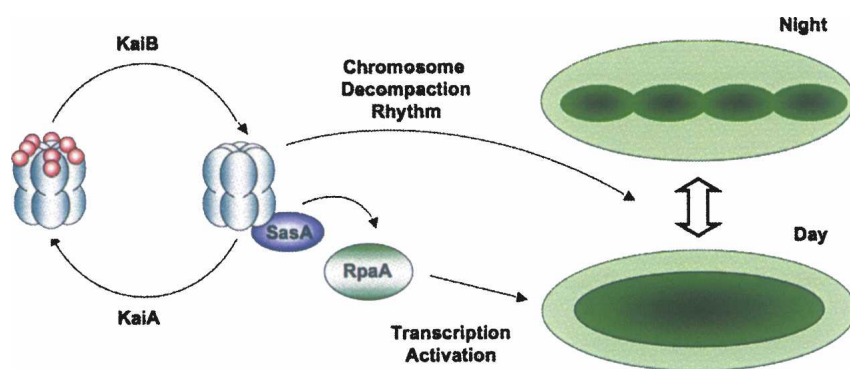 KaiB
KaiA
SasA
RpaA
Chromosome
Decompaction
Rhythm
Transcription
Activation
Night
Day